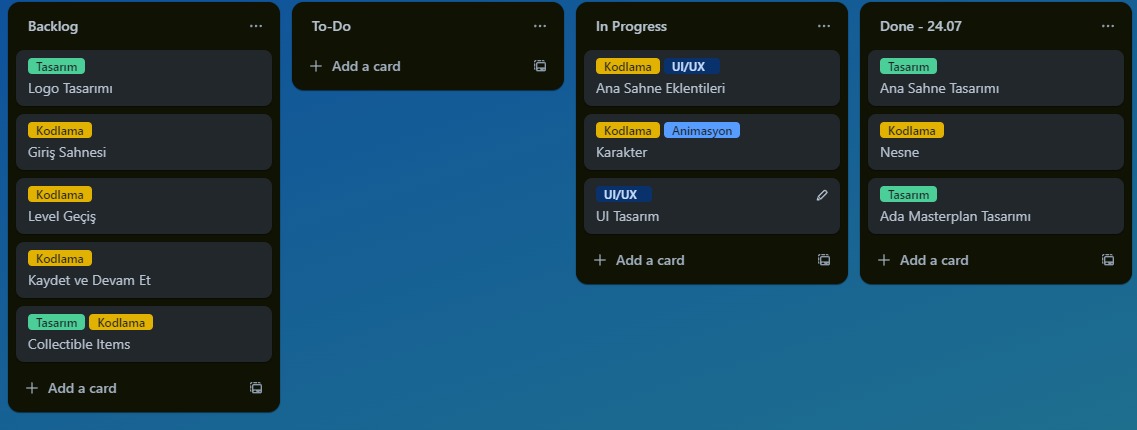 Backlog
Tasarım
Logo Tasarımı
Kodlama
Giriş Sahnesi
Kodlama
Level Geçiş
Kodlama
Kaydet ve Devam Et
Tasarım Kodlama
Collectible Items
Add a card
To-Do
Add a card
In Progress
Kodlama UI/UX
Ana Sahne Eklentileri
Kodlama Animasyon
Karakter
UI/UX
UI Tasarım
Add a card
Done - 24.07
Tasarım
Ana Sahne Tasarımı
Kodlama
Nesne
Tasarım
Ada Masterplan Tasarımı
Add a card